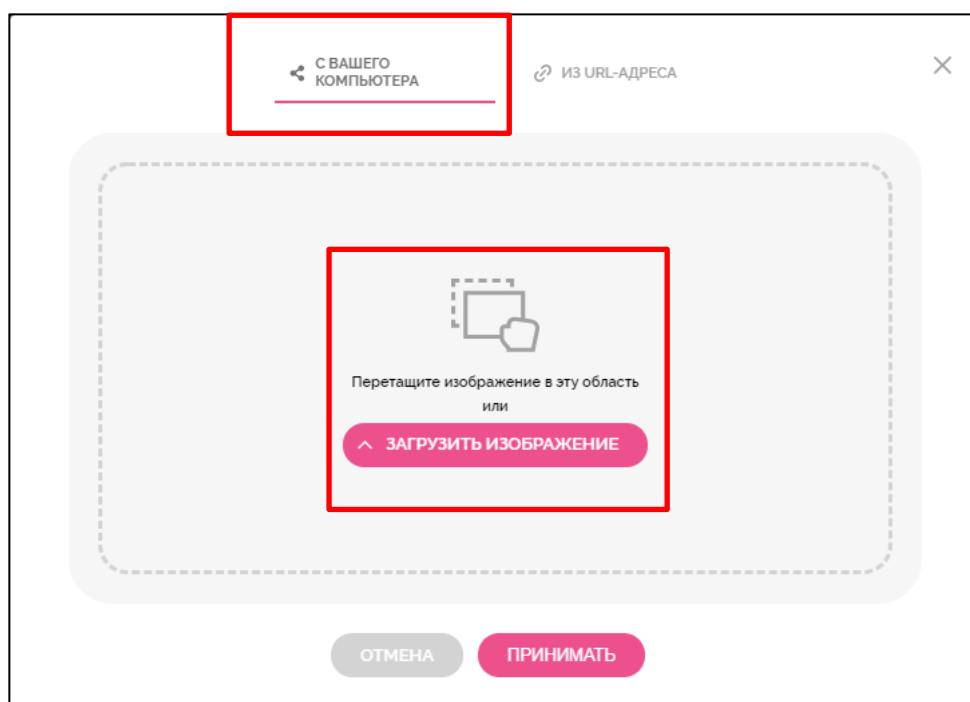 С ВАШЕГО
КОМПЬЮТЕРА
ИЗ URL-АДРЕСА
Перетащите изображение в эту область
или
ЗАГРУЗИТЬ ИЗОБРАЖЕНИЕ
ОТМЕНА
ПРИНИМАТЬ